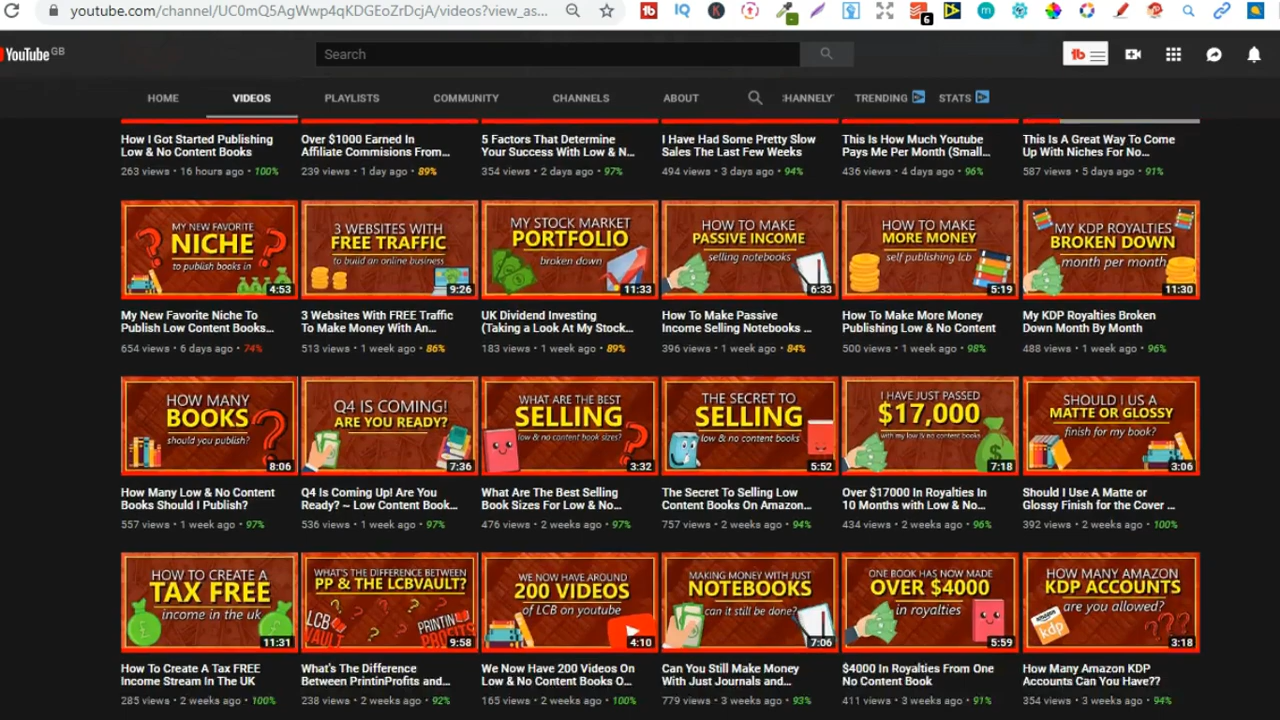 youtube.com/channel/UC0mQ5AgWwp4qKDGEoZrDcjA/videos?view_as...
6
YouTube GB
Search
HOME VIDEOS PLAYLISTS COMMUNITY CHANNELS ABOUT :HANNELY TRENDING STATS
How I Got Started Publishing Low & No Content Books
263 views • 16 hours ago • 100%
Over $1000 Earned In Affiliate Commisions From...
239 views • 1 day ago • 89%
5 Factors That Determine Your Success With Low & N...
354 views • 2 days ago • 97%
I Have Had Some Pretty Slow Sales The Last Few Weeks
494 views • 3 days ago • 94%
This Is How Much Youtube Pays Me Per Month (Small...
436 views • 4 days ago • 96%
This Is A Great Way To Come Up With Niches For No...
587 views • 5 days ago • 91%
MY NEW FAVORITE
NICHE
to publish books in
4:53
My New Favorite Niche To
Publish Low Content Books...
654 views • 6 days ago • 74%
3 WEBSITES WITH
FREE TRAFFIC
to build an online business
9:26
3 Websites With FREE Traffic
To Make Money With An...
513 views • 1 week ago • 86%
MY STOCK MARKET
PORTFOLIO
broken down
11:33
UK Dividend Investing
(Taking a Look At My Stock...
183 views • 1 week ago • 89%
HOW TO MAKE
PASSIVE INCOME
selling notebooks
6:33
How To Make Passive
Income Selling Notebooks ...
396 views • 1 week ago • 84%
HOW TO MAKE
MORE MONEY
self publishing lcb
5:19
How To Make More Money
Publishing Low & No Content
500 views • 1 week ago • 98%
MY KDP ROYALTIES
BROKEN DOWN
month per month
11:30
My KDP Royalties Broken
Down Month By Month
488 views • 1 week ago • 96%
HOW MANY
BOOKS
should you publish?
8:06
How Many Low & No Content
Books Should I Publish?
557 views • 1 week ago • 97%
Q4 IS COMING!
ARE YOU READY?
7:36
Q4 Is Coming Up! Are You
Ready? ~ Low Content Book...
536 views • 1 week ago • 97%
WHAT ARE THE BEST
SELLING
low & no content book sizes?
3:32
What Are The Best Selling
Book Sizes For Low & No...
476 views • 2 weeks ago • 97%
THE SECRET TO
SELLING
low & no content books
5:52
The Secret To Selling Low
Content Books On Amazon...
757 views • 2 weeks ago • 94%
I HAVE JUST PASSED
$17,000
with my low & no content books
7:18
Over $17000 In Royalties In
10 Months with Low & No...
434 views • 2 weeks ago • 96%
SHOULD I US A
MATTE OR GLOSSY
finish for my book?
3:06
Should I Use A Matte or
Glossy Finish for the Cover ...
392 views • 2 weeks ago • 100%
HOW TO CREATE A
TAX FREE
income in the uk
11:31
How To Create A Tax FREE
Income Stream In The UK
285 views • 2 weeks ago • 100%
WHAT'S THE DIFFERENCE BETWEEN
PP & THE LCBVAULT?
LCB
VAULT
PRINTIN
PROFITS
9:58
What's The Difference
Between PrintinProfits and...
238 views • 2 weeks ago • 92%
WE NOW HAVE AROUND
200 VIDEOS
OF LCB on youtube
4:10
We Now Have 200 Videos On
Low & No Content Books O...
165 views • 2 weeks ago • 100%
MAKING MONEY WITH JUST
NOTEBOOKS
can it still be done?
7:06
Can You Still Make Money
With Just Journals and...
779 views • 3 weeks ago • 93%
ONE BOOK HAS NOW MADE
OVER $4000
in royalties
5:59
$4000 In Royalties From One
No Content Book
411 views • 3 weeks ago • 91%
HOW MANY AMAZON
KDP ACCOUNTS
are you allowed?
amazon
kdp
3:18
How Many Amazon KDP
Accounts Can You Have??
354 views • 3 weeks ago • 94%